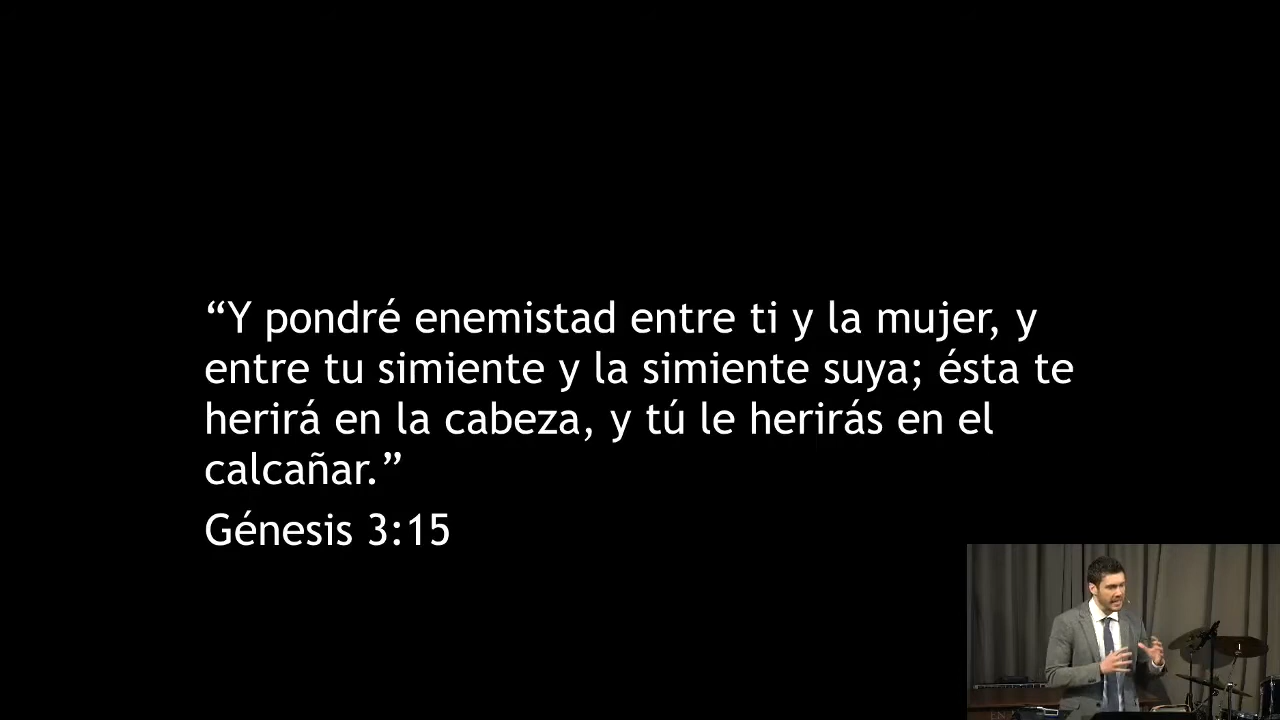 “Y pondré enemistad entre ti y la mujer, y
entre tu simiente y la simiente suya; ésta te
herirá en la cabeza, y tú le herirás en el
calcañar.”
Génesis 3:15